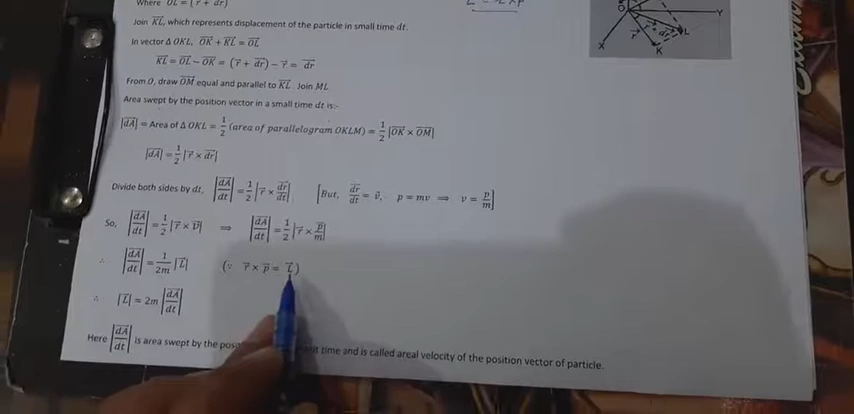 Where OL⃗ = (r⃗ + dr⃗)
Join KL⃗, which represents displacement of the particle in small time dt.
In vector Δ OKL, OK⃗ + KL⃗ = OL⃗
KL⃗ = OL⃗ − OK⃗ = (r⃗ + dr⃗) − r⃗ = dr⃗
From O, draw OM⃗ equal and parallel to KL⃗. Join ML
Area swept by the position vector in a small time dt is:-
|dA⃗| = Area of Δ OKL = 1/2 (area of parallelogram OKLM) = 1/2 |OK⃗ × OM⃗|
|dA⃗| = 1/2 |r⃗ × dr⃗|
Divide both sides by dt, |dA⃗/dt| = 1/2 |r⃗ × dr⃗/dt| [But, dr⃗/dt = v⃗, p = mv ⟹ v = p/m]
So, |dA⃗/dt| = 1/2 |r⃗ × v⃗| ⟹ |dA⃗/dt| = 1/2 |r⃗ × p⃗/m|
∴ |dA⃗/dt| = 1/2m |L⃗| (∵ r⃗ × p⃗ = L⃗)
∴ |L⃗| = 2m |dA⃗/dt|
Here |dA⃗/dt| is area swept by the time and is called areal velocity of the position vector of particle.
O
Y
X
K
L
r⃗
r⃗ + dr⃗